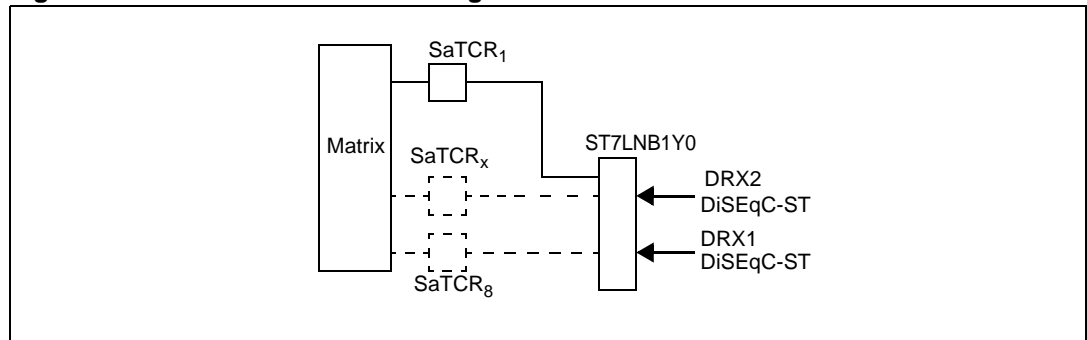 SaTCR1
Matrix
ST7LNB1Y0
SaTCRx
DRX2
DiSEqC-ST
DRX1
DiSEqC-ST
SaTCR8